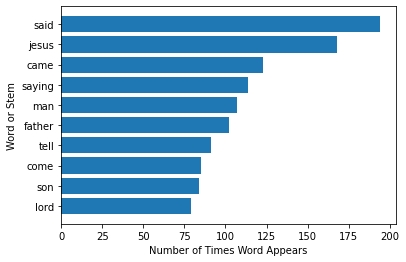 said
jesus
came
saying
man
father
tell
come
son
lord
Word or Stem
0 25 50 75 100 125 150 175 200
Number of Times Word Appears